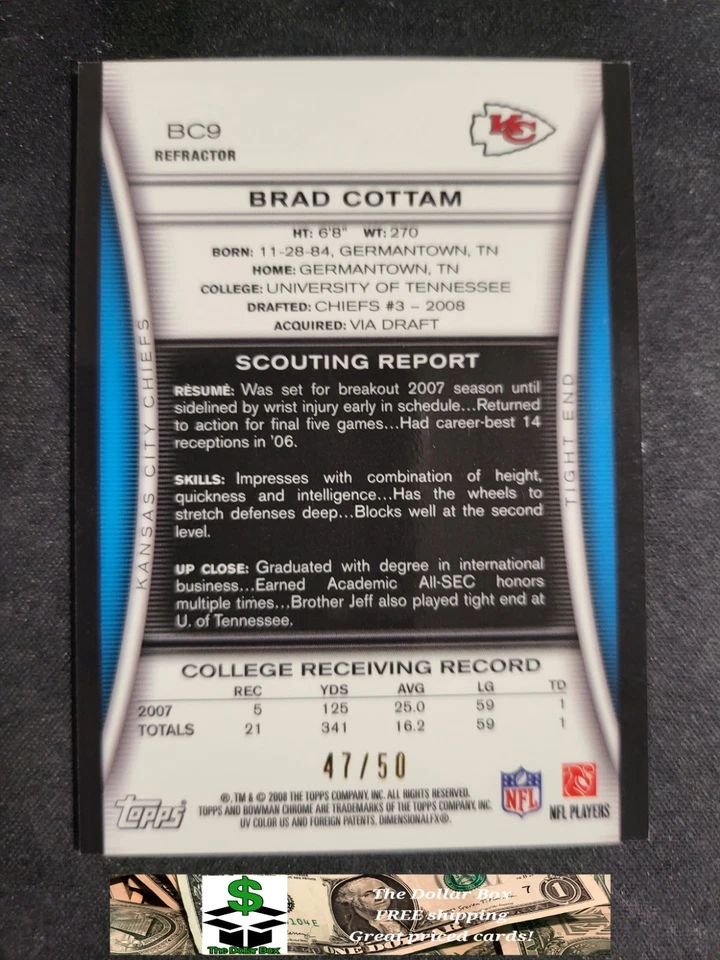 BC9
REFRACTOR
KC
BRAD COTTAM
HT: 6'8" WT: 270
BORN: 11-28-84, GERMANTOWN, TN
HOME: GERMANTOWN, TN
COLLEGE: UNIVERSITY OF TENNESSEE
DRAFTED: CHIEFS #3 – 2008
ACQUIRED: VIA DRAFT
KANSAS CITY CHIEFS
TIGHT END
SCOUTING REPORT
RÉSUMÉ: Was set for breakout 2007 season until
sidelined by wrist injury early in schedule...Returned
to action for final five games...Had career-best 14
receptions in '06.
SKILLS: Impresses with combination of height,
quickness and intelligence...Has the wheels to
stretch defenses deep...Blocks well at the second
level.
UP CLOSE: Graduated with degree in international
business...Earned Academic All-SEC honors
multiple times...Brother Jeff also played tight end at
U. of Tennessee.
COLLEGE RECEIVING RECORD
REC YDS AVG LG TD
2007 5 125 25.0 59 1
TOTALS 21 341 16.2 59 1
47/50
®, TM & © 2008 THE TOPPS COMPANY, INC. ALL RIGHTS RESERVED.
TOPPS AND BOWMAN CHROME ARE TRADEMARKS OF THE TOPPS COMPANY, INC.
UV COLOR US AND FOREIGN PATENTS. DIMENSIONALFX®.
Topps
NFL
NFL PLAYERS
$
The Dollar Box
The Dollar Box
FREE shipping
Great priced cards!